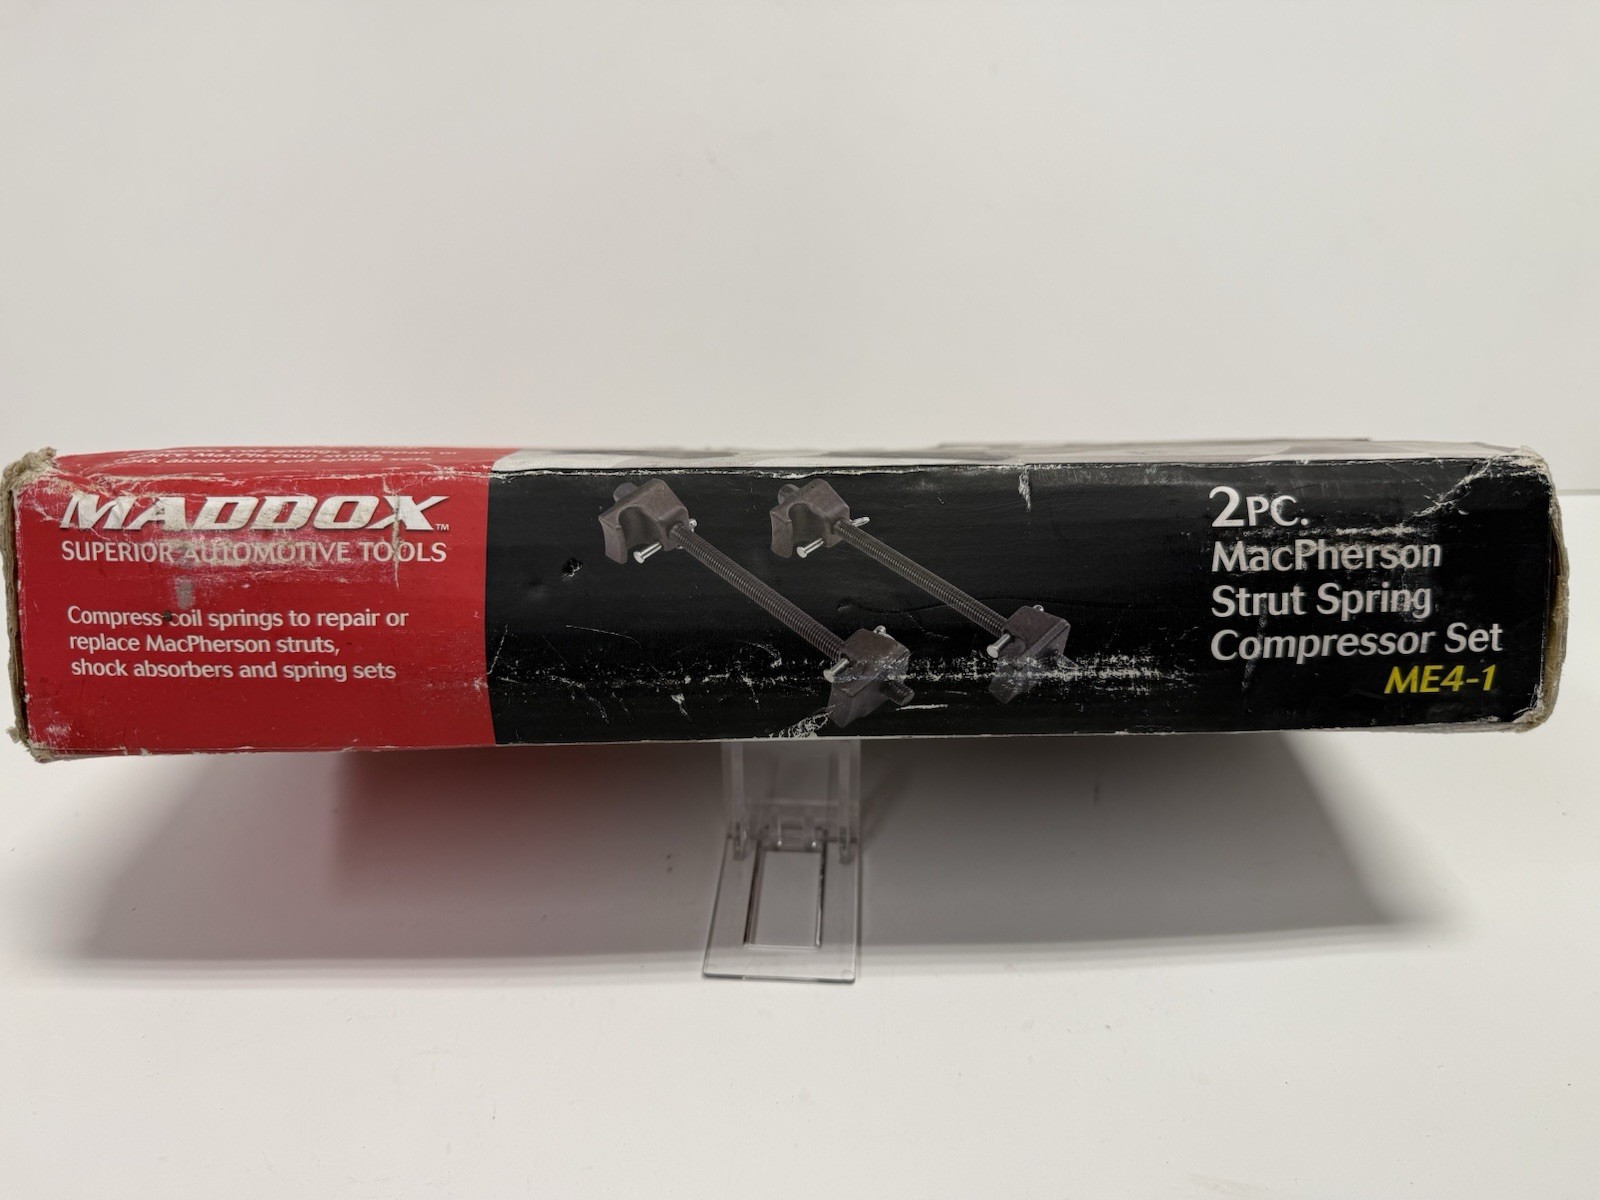 MADDOX™
SUPERIOR AUTOMOTIVE TOOLS
Compress coil springs to repair or
replace MacPherson struts,
shock absorbers and spring sets
2PC.
MacPherson
Strut Spring
Compressor Set
ME4-1